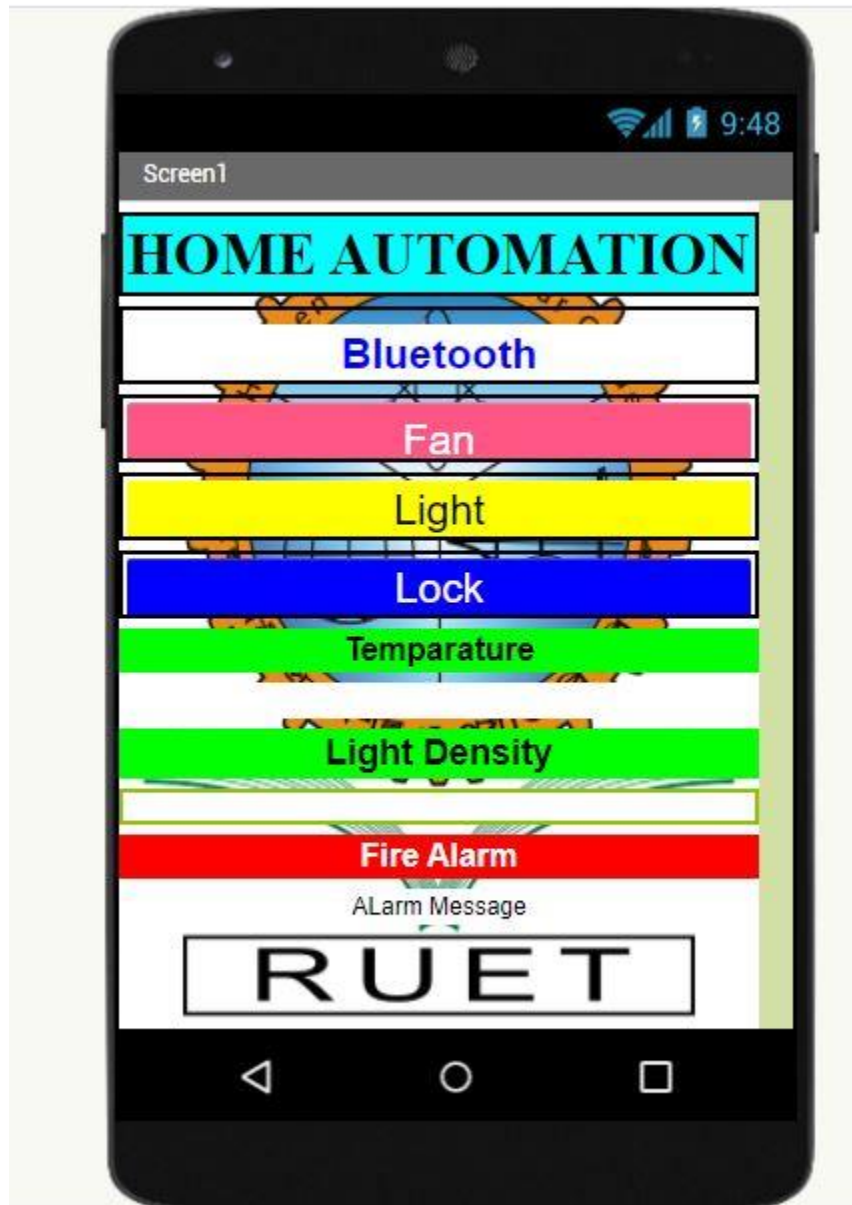 9:48
Screen1
HOME AUTOMATION
Bluetooth
Fan
Light
Lock
Temparature
Light Density
Fire Alarm
ALarm Message
RUET